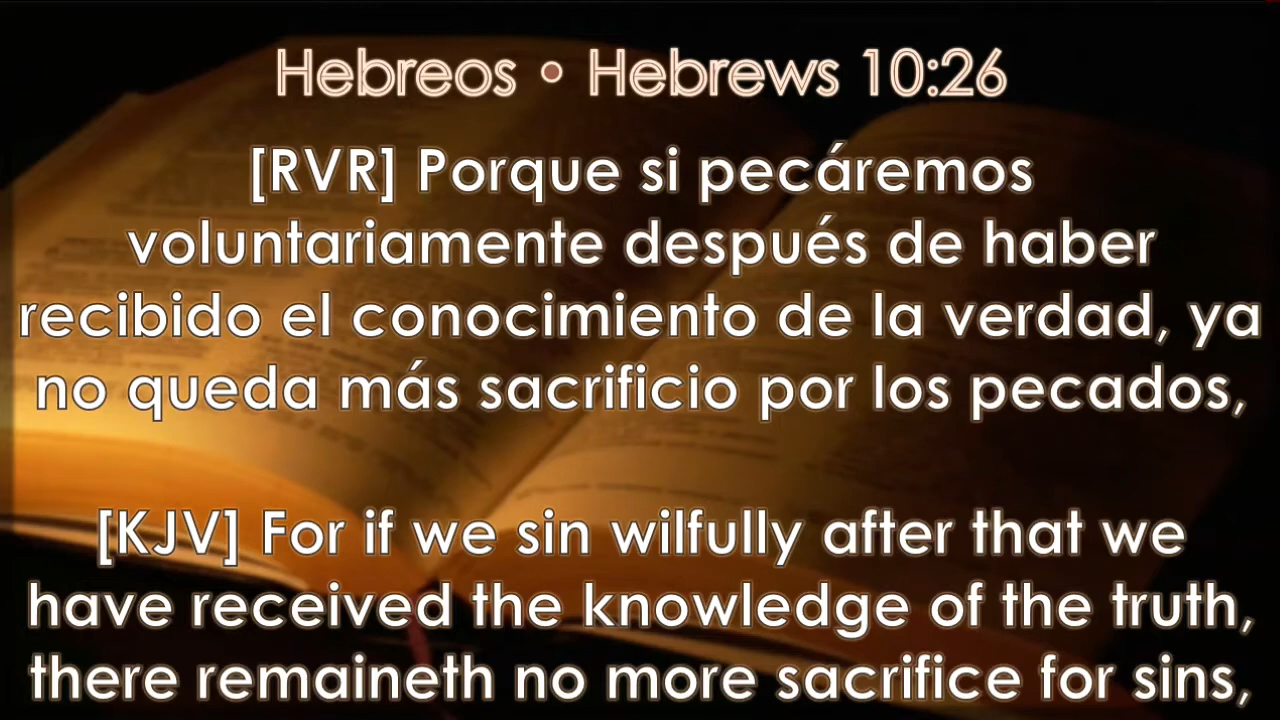 Hebreos • Hebrews 10:26
[RVR] Porque si pecáremos
voluntariamente después de haber
recibido el conocimiento de la verdad, ya
no queda más sacrificio por los pecados,
[KJV] For if we sin wilfully after that we
have received the knowledge of the truth,
there remaineth no more sacrifice for sins,